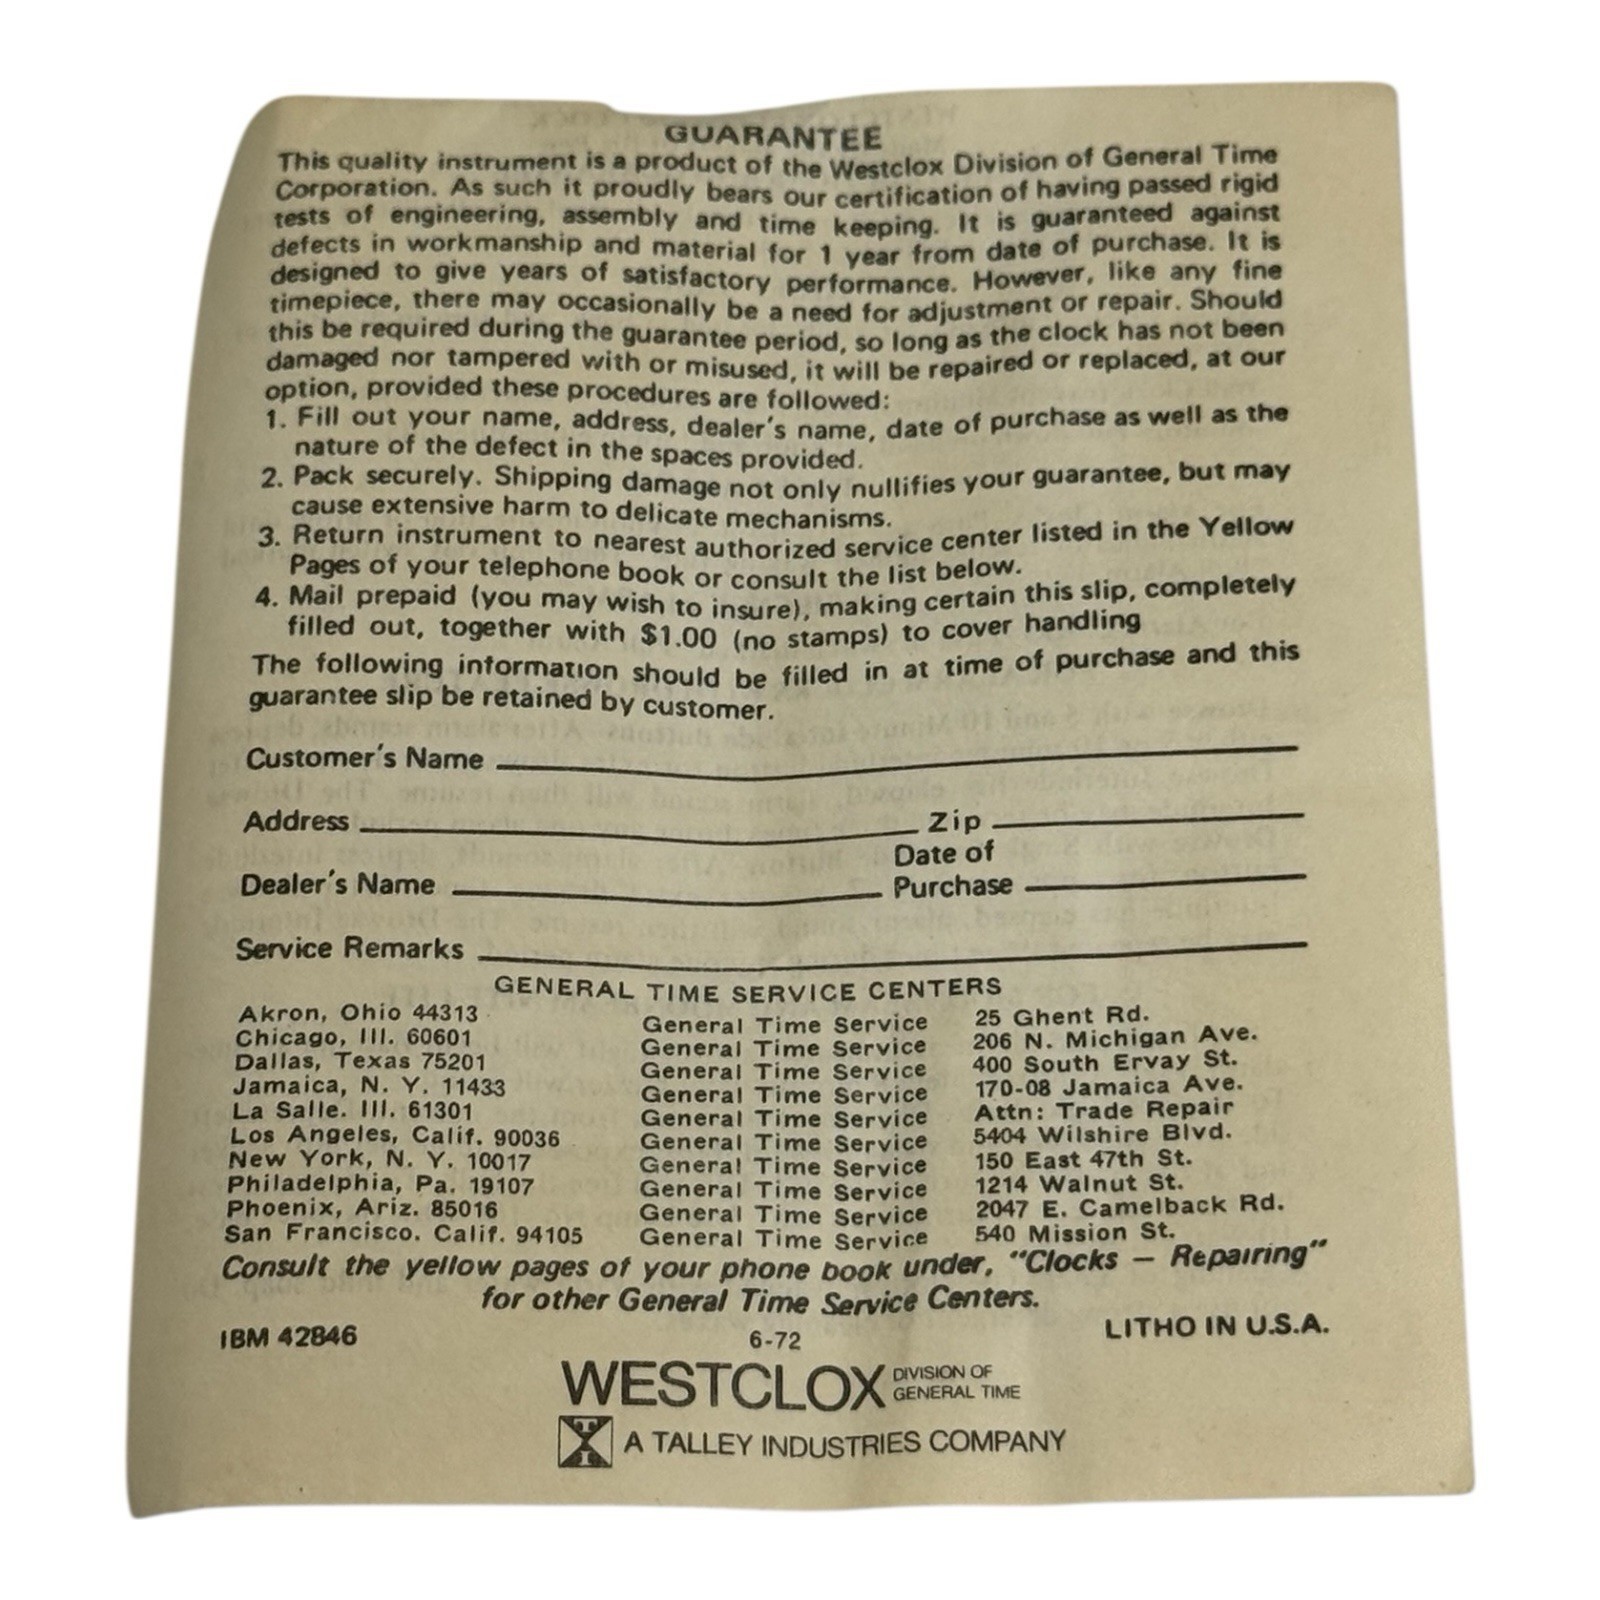 GUARANTEE
This quality instrument is a product of the Westclox Division of General Time
Corporation. As such it proudly bears our certification of having passed rigid
tests of engineering, assembly and time keeping. It is guaranteed against
defects in workmanship and material for 1 year from date of purchase. It is
designed to give years of satisfactory performance. However, like any fine
timepiece, there may occasionally be a need for adjustment or repair. Should
this be required during the guarantee period, so long as the clock has not been
damaged nor tampered with or misused, it will be repaired or replaced, at our
option, provided these procedures are followed:
1. Fill out your name, address, dealer's name, date of purchase as well as the
nature of the defect in the spaces provided.
2. Pack securely. Shipping damage not only nullifies your guarantee, but may
cause extensive harm to delicate mechanisms.
3. Return instrument to nearest authorized service center listed in the Yellow
Pages of your telephone book or consult the list below.
4. Mail prepaid (you may wish to insure), making certain this slip, completely
filled out, together with $1.00 (no stamps) to cover handling
The following information should be filled in at time of purchase and this
guarantee slip be retained by customer.
Customer's Name
Address Zip
Dealer's Name Date of Purchase
Service Remarks
GENERAL TIME SERVICE CENTERS
Akron, Ohio 44313 General Time Service 25 Ghent Rd.
Chicago, Ill. 60601 General Time Service 206 N. Michigan Ave.
Dallas, Texas 75201 General Time Service 400 South Ervay St.
Jamaica, N. Y. 11433 General Time Service 170-08 Jamaica Ave.
La Salle. Ill. 61301 General Time Service Attn: Trade Repair
Los Angeles, Calif. 90036 General Time Service 5404 Wilshire Blvd.
New York, N. Y. 10017 General Time Service 150 East 47th St.
Philadelphia, Pa. 19107 General Time Service 1214 Walnut St.
Phoenix, Ariz. 85016 General Time Service 2047 E. Camelback Rd.
San Francisco. Calif. 94105 General Time Service 540 Mission St.
Consult the yellow pages of your phone book under, "Clocks — Repairing"
for other General Time Service Centers.
IBM 42846 6-72 LITHO IN U.S.A.
WESTCLOX DIVISION OF GENERAL TIME
TI A TALLEY INDUSTRIES COMPANY